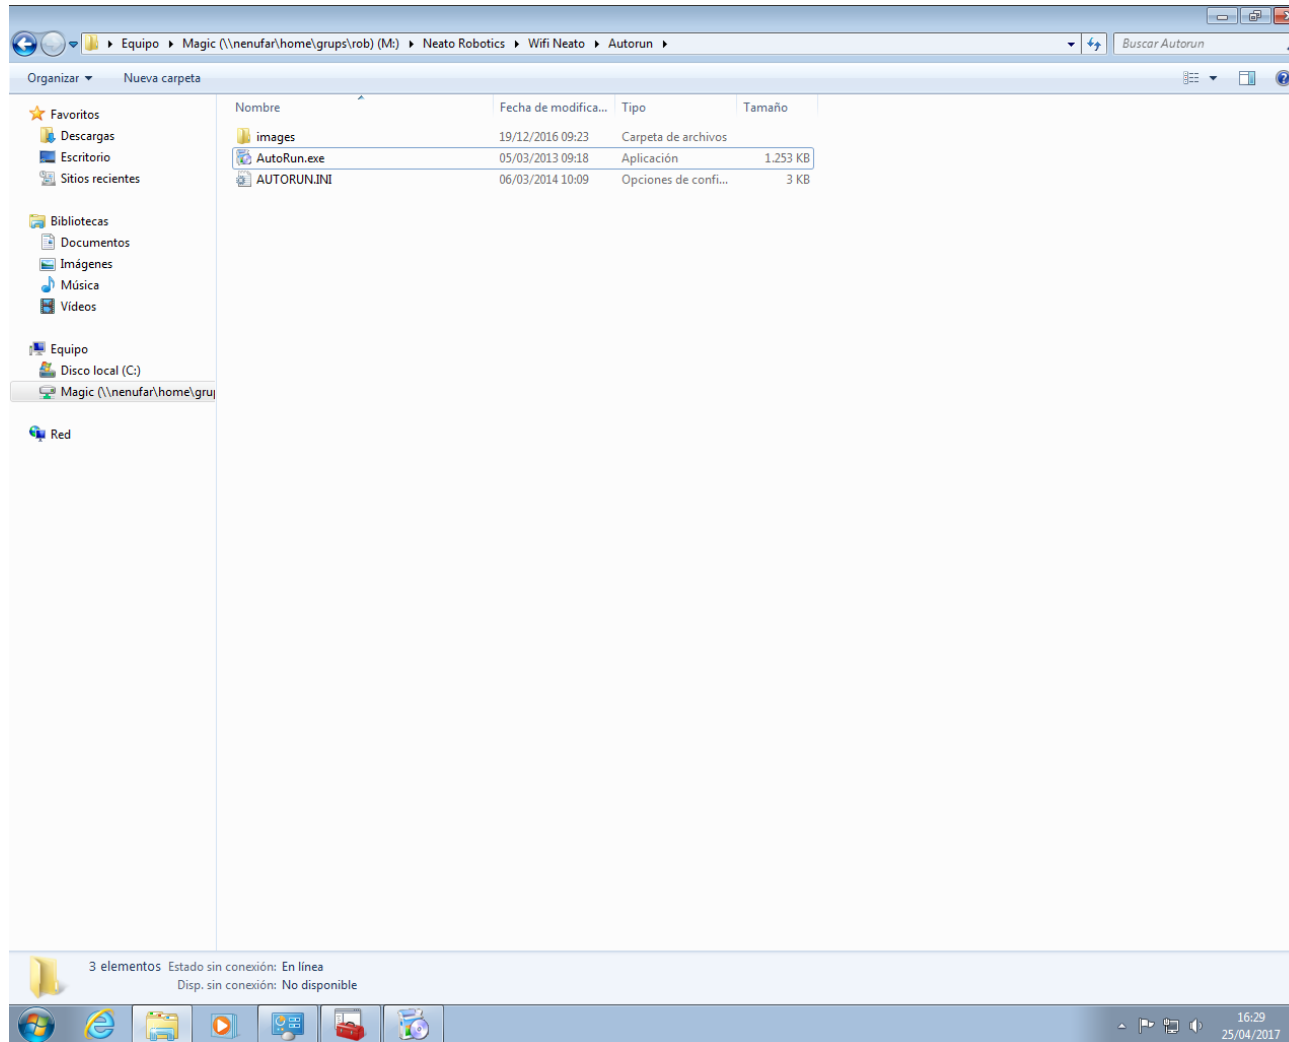 Equipo Magic (\\nenufar\home\grups\rob) (M:) Neato Robotics Wifi Neato Autorun
Buscar Autorun
Organizar Nueva carpeta
Favoritos
Descargas
Escritorio
Sitios recientes
Bibliotecas
Documentos
Imágenes
Música
Vídeos
Equipo
Disco local (C:)
Magic (\\nenufar\home\gru
Red
Nombre Fecha de modifica... Tipo Tamaño
images 19/12/2016 09:23 Carpeta de archivos
AutoRun.exe 05/03/2013 09:18 Aplicación 1.253 KB
AUTORUN.INI 06/03/2014 10:09 Opciones de confi... 3 KB
3 elementos Estado sin conexión: En línea
Disp. sin conexión: No disponible
16:29
25/04/2017